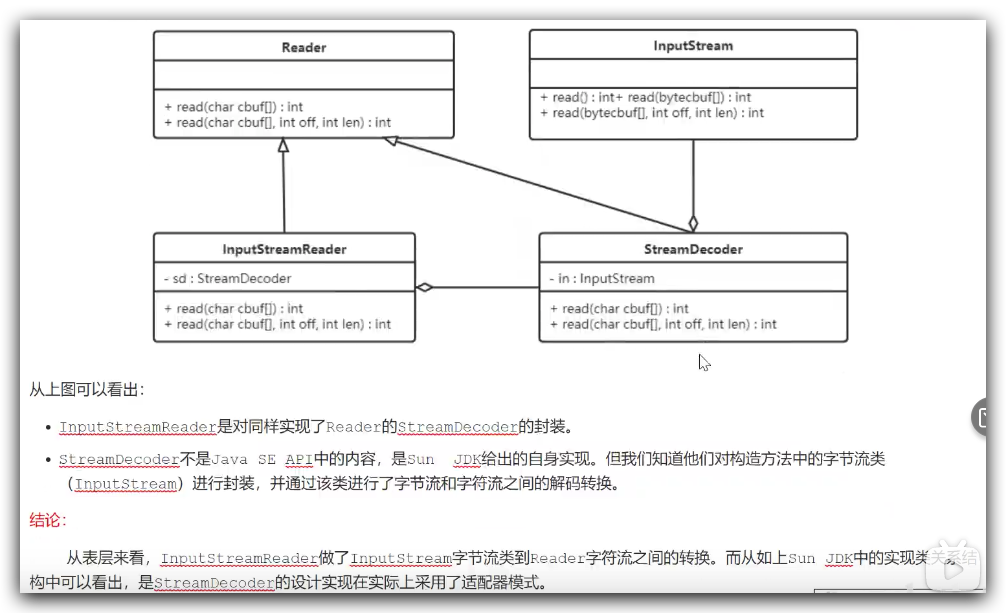 Reader
+ read(char cbuf[]) : int
+ read(char cbuf[], int off, int len) : int
InputStream
+ read() : int+ read(bytecbuf[]) : int
+ read(bytecbuf[], int off, int len) : int
InputStreamReader
- sd : StreamDecoder
+ read(char cbuf[]) : int
+ read(char cbuf[], int off, int len) : int
StreamDecoder
- in : InputStream
+ read(char cbuf[]) : int
+ read(char cbuf[], int off, int len) : int
从上图可以看出：
• InputStreamReader是对同样实现了Reader的StreamDecoder的封装。
• StreamDecoder不是Java SE API中的内容，是Sun JDK给出的自身实现。但我们知道他们对构造方法中的字节流类
（InputStream）进行封装，并通过该类进行了字节流和字符流之间的解码转换。
结论：
从表层来看，InputStreamReader做了InputStream字节流类到Reader字符流之间的转换。而从如上Sun JDK中的实现类关系结
构中可以看出，是StreamDecoder的设计实现在实际上采用了适配器模式。